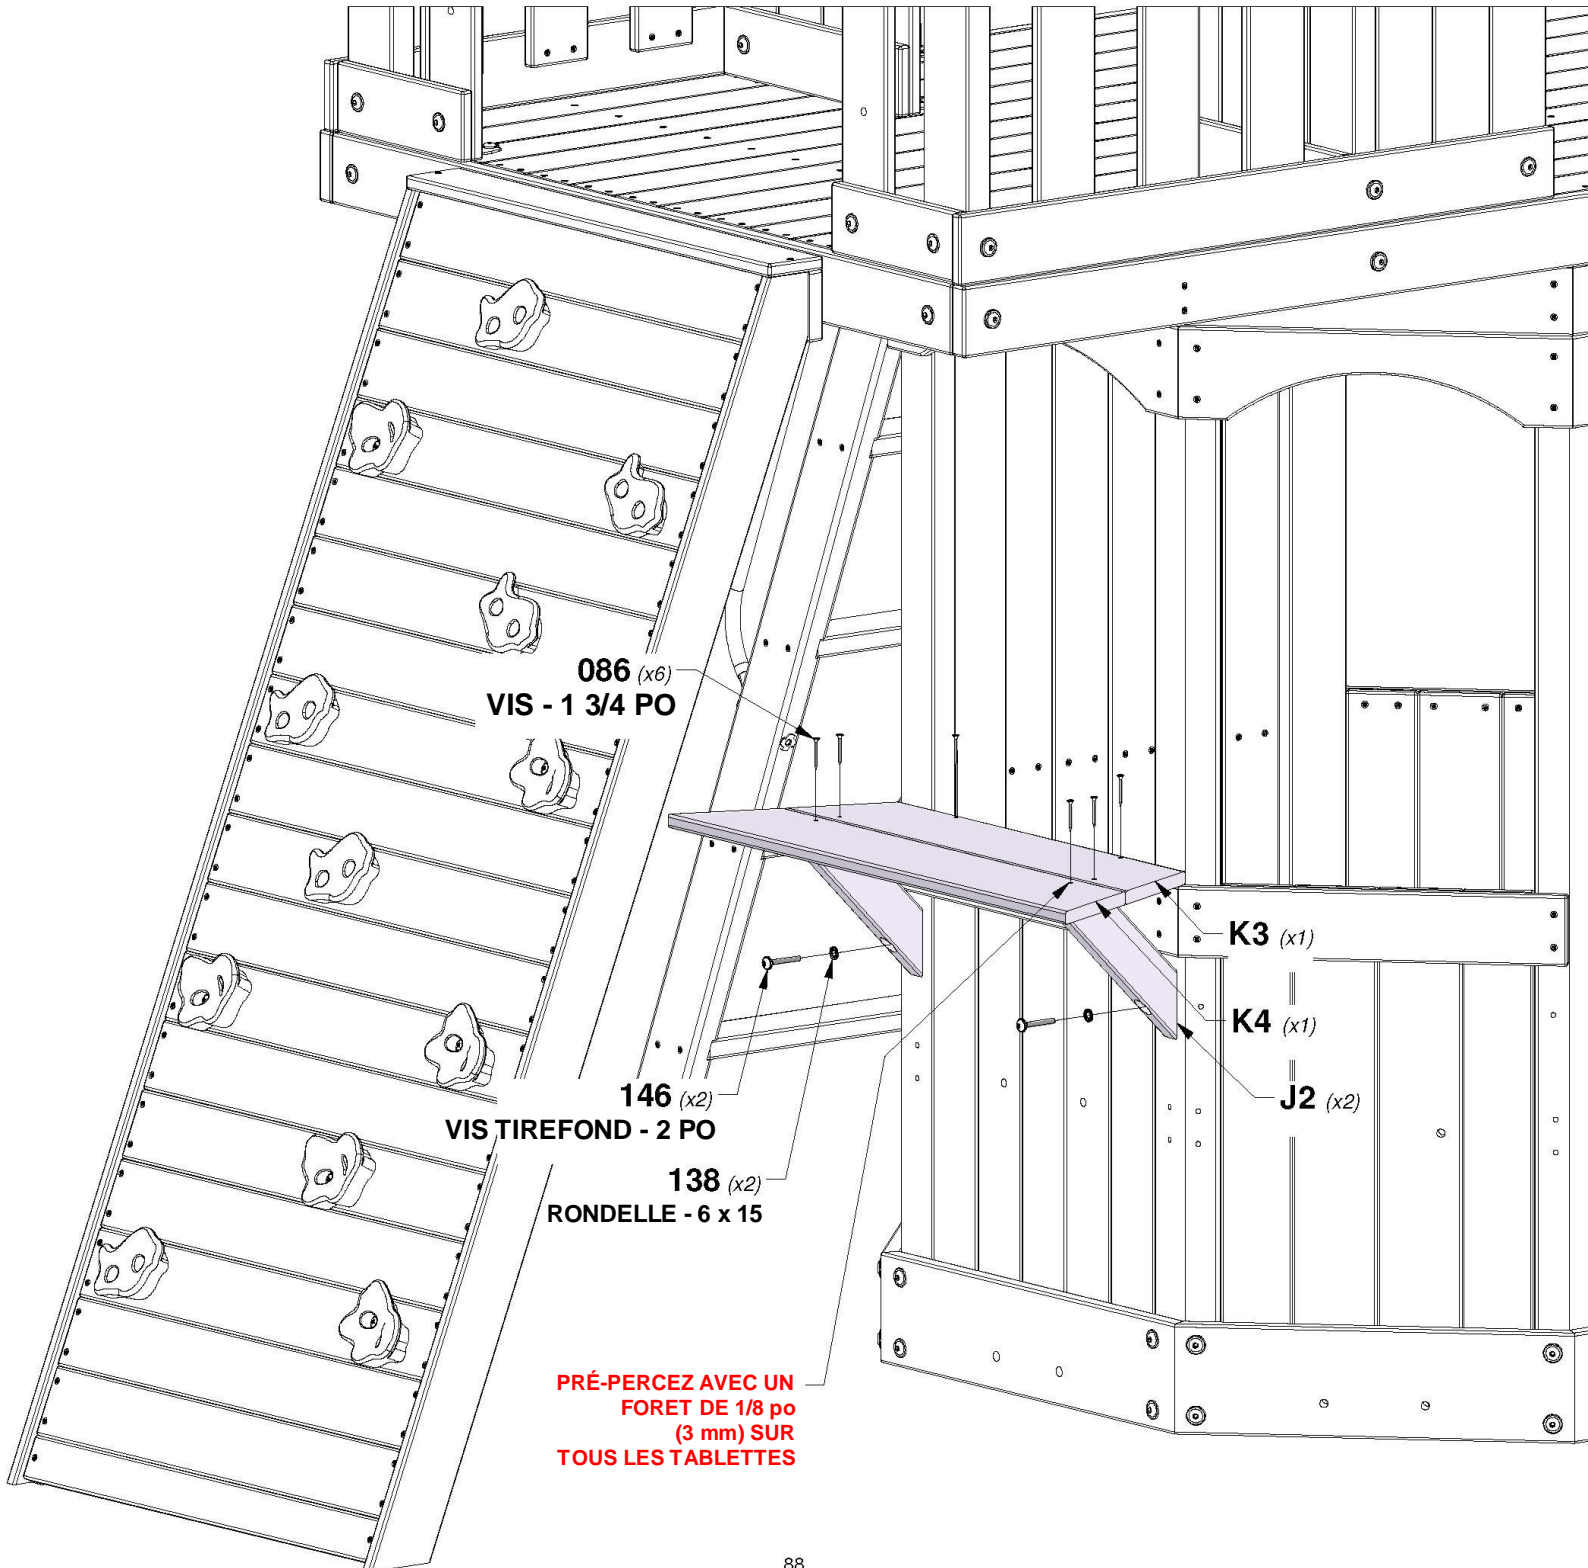 086 (x6)
VIS - 1 3/4 PO
K3 (x1)
K4 (x1)
J2 (x2)
146 (x2)
VIS TIREFOND - 2 PO
138 (x2)
RONDELLE - 6 x 15
PRÉ-PERCEZ AVEC UN
FORET DE 1/8 po
(3 mm) SUR
TOUS LES TABLETTES
88